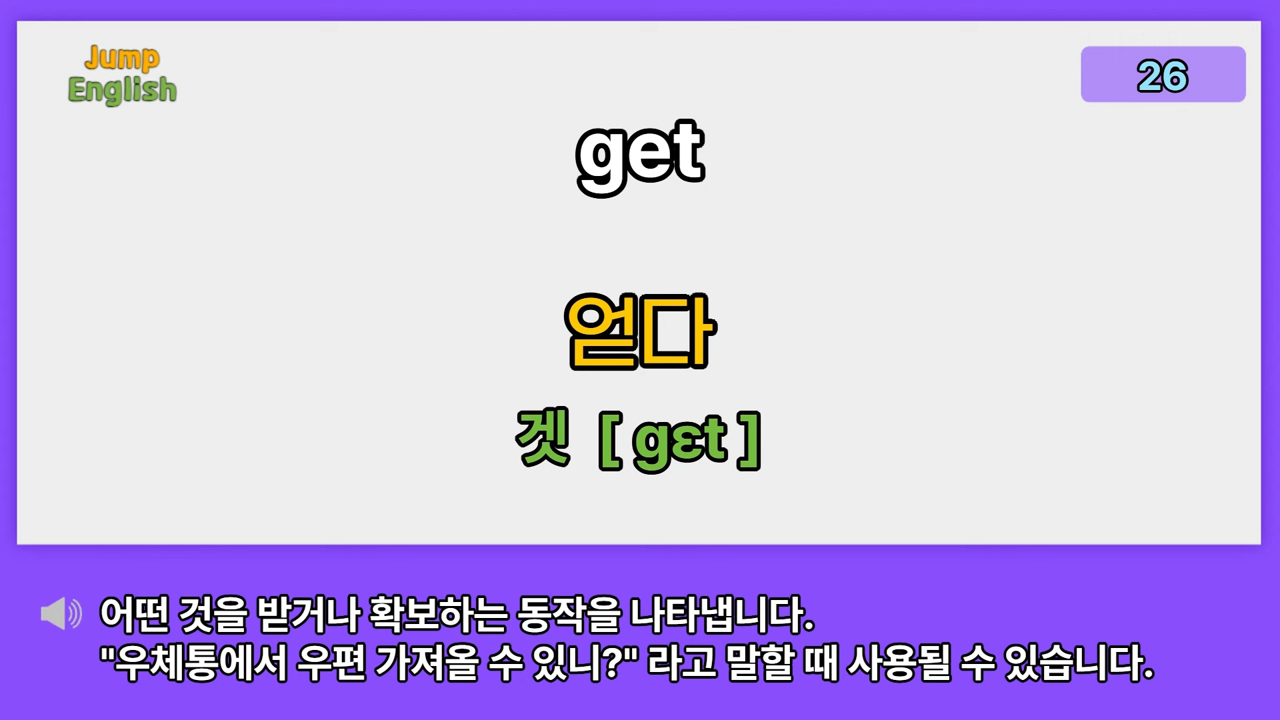 Jump
English
26
get
얻다
겟 [ gɛt ]
어떤 것을 받거나 확보하는 동작을 나타냅니다.
"우체통에서 우편 가져올 수 있니?" 라고 말할 때 사용될 수 있습니다.